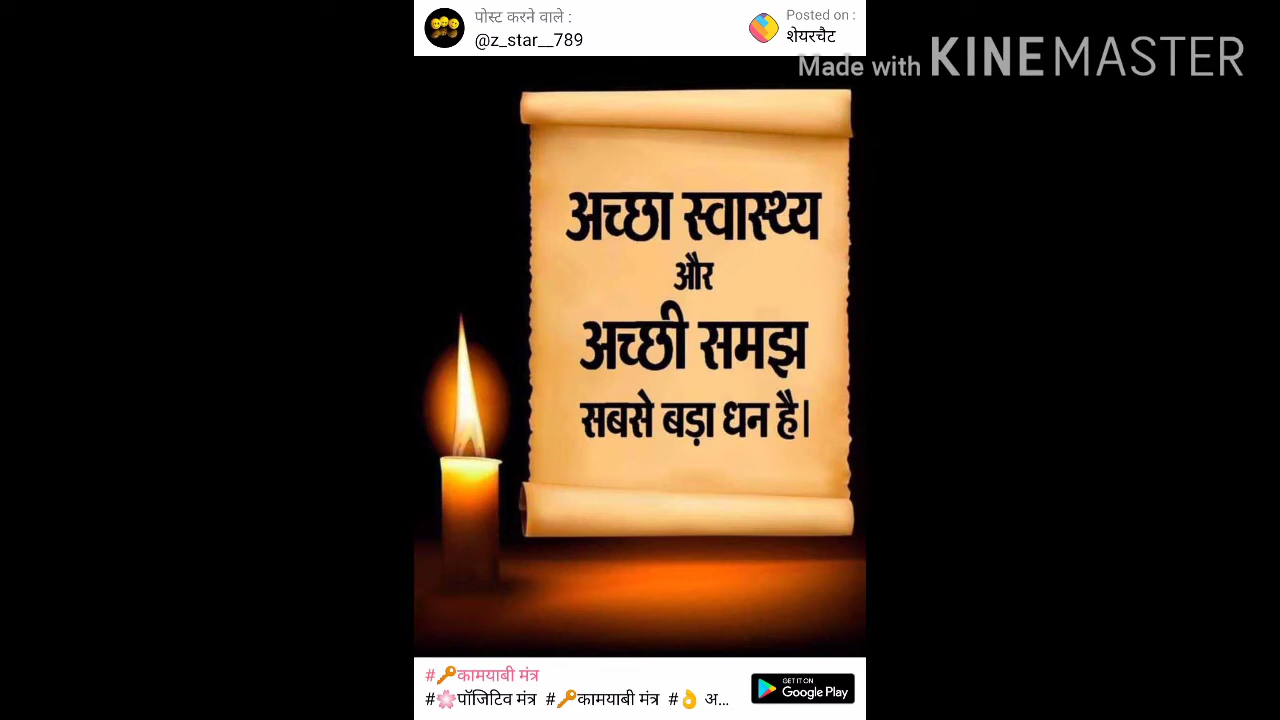 पोस्ट करने वाले :
@z_star__789
Posted on :
शेयरचैट
Made with KINEMASTER
अच्छा स्वास्थ्य
और
अच्छी समझ
सबसे बड़ा धन है।
#🔑कामयाबी मंत्र
#🌸पॉजिटिव मंत्र #🔑कामयाबी मंत्र #👌 अ...
GET IT ON
Google Play